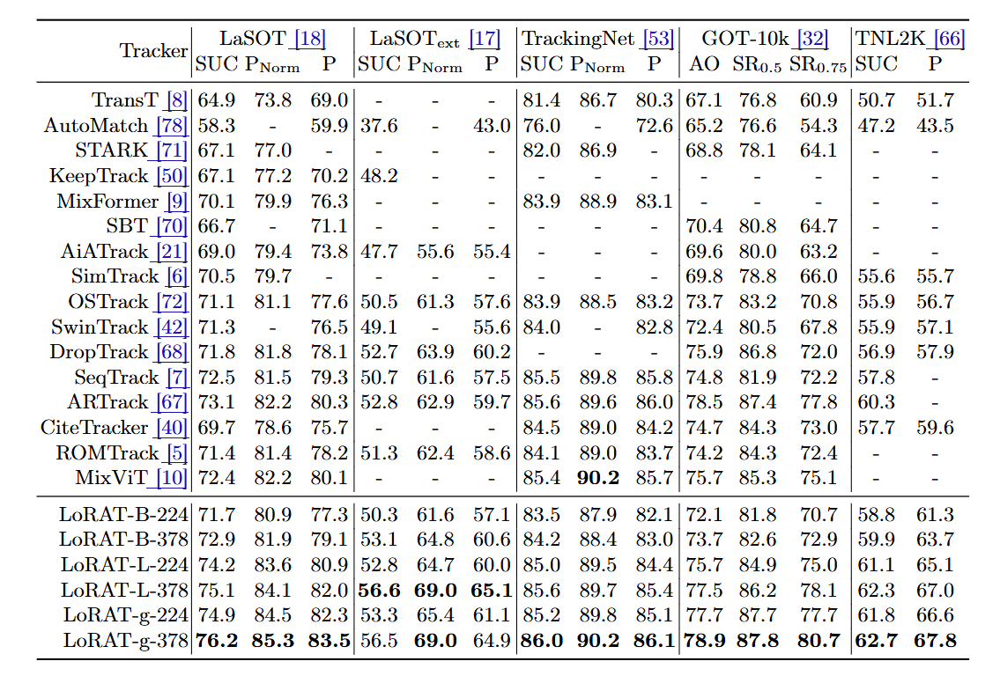 Tracker LaSOT [18] LaSOText [17] TrackingNet [53] GOT-10k [32] TNL2K [66]
SUC PNorm P SUC PNorm P SUC PNorm P AO SR0.5 SR0.75 SUC P
TransT [8] 64.9 73.8 69.0 - - - 81.4 86.7 80.3 67.1 76.8 60.9 50.7 51.7
AutoMatch [78] 58.3 - 59.9 37.6 - 43.0 76.0 - 72.6 65.2 76.6 54.3 47.2 43.5
STARK [71] 67.1 77.0 - - - - 82.0 86.9 - 68.8 78.1 64.1 - -
KeepTrack [50] 67.1 77.2 70.2 48.2 - - - - - - - - - -
MixFormer [9] 70.1 79.9 76.3 - - - 83.9 88.9 83.1 - - - - -
SBT [70] 66.7 - 71.1 - - - - - - 70.4 80.8 64.7 - -
AiATrack [21] 69.0 79.4 73.8 47.7 55.6 55.4 - - - 69.6 80.0 63.2 - -
SimTrack [6] 70.5 79.7 - - - - - - - 69.8 78.8 66.0 55.6 55.7
OSTrack [72] 71.1 81.1 77.6 50.5 61.3 57.6 83.9 88.5 83.2 73.7 83.2 70.8 55.9 56.7
SwinTrack [42] 71.3 - 76.5 49.1 - 55.6 84.0 - 82.8 72.4 80.5 67.8 55.9 57.1
DropTrack [68] 71.8 81.8 78.1 52.7 63.9 60.2 - - - 75.9 86.8 72.0 56.9 57.9
SeqTrack [7] 72.5 81.5 79.3 50.7 61.6 57.5 85.5 89.8 85.8 74.8 81.9 72.2 57.8 -
ARTrack [67] 73.1 82.2 80.3 52.8 62.9 59.7 85.6 89.6 86.0 78.5 87.4 77.8 60.3 -
CiteTracker [40] 69.7 78.6 75.7 - - - 84.5 89.0 84.2 74.7 84.3 73.0 57.7 59.6
ROMTrack [5] 71.4 81.4 78.2 51.3 62.4 58.6 84.1 89.0 83.7 74.2 84.3 72.4 - -
MixViT [10] 72.4 82.2 80.1 - - - 85.4 90.2 85.7 75.7 85.3 75.1 - -
LoRAT-B-224 71.7 80.9 77.3 50.3 61.6 57.1 83.5 87.9 82.1 72.1 81.8 70.7 58.8 61.3
LoRAT-B-378 72.9 81.9 79.1 53.1 64.8 60.6 84.2 88.4 83.0 73.7 82.6 72.9 59.9 63.7
LoRAT-L-224 74.2 83.6 80.9 52.8 64.7 60.0 85.0 89.5 84.4 75.7 84.9 75.0 61.1 65.1
LoRAT-L-378 75.1 84.1 82.0 56.6 69.0 65.1 85.6 89.7 85.4 77.5 86.2 78.1 62.3 67.0
LoRAT-g-224 74.9 84.5 82.3 53.3 65.4 61.1 85.2 89.8 85.1 77.7 87.7 77.7 61.8 66.6
LoRAT-g-378 76.2 85.3 83.5 56.5 69.0 64.9 86.0 90.2 86.1 78.9 87.8 80.7 62.7 67.8